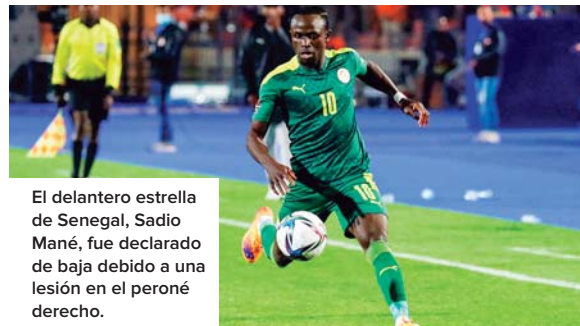 10
10
El delantero estrella
de Senegal, Sadio
Mané, fue declarado
de baja debido a una
lesión en el peroné
derecho.